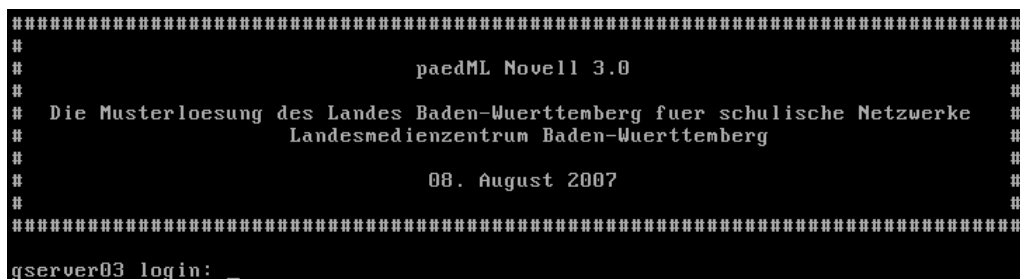 ################################################################################
#                                                                              #
#                               paedML Novell 3.0                              #
#                                                                              #
#  Die Musterloesung des Landes Baden-Wuerttemberg fuer schulische Netzwerke   #
#                     Landesmedienzentrum Baden-Wuerttemberg                   #
#                                                                              #
#                                08. August 2007                               #
#                                                                              #
################################################################################
gserver03 login: _